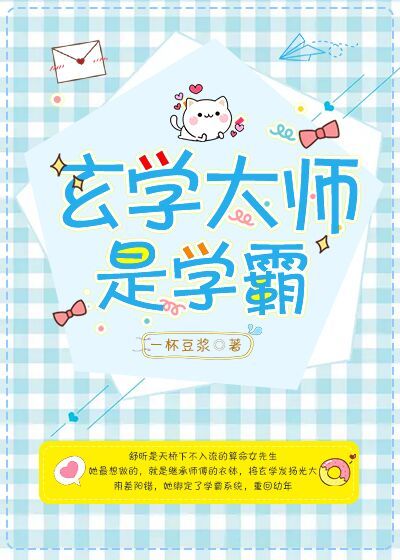 玄学大师
是学霸
一杯豆浆◎著
舒昕是天桥下不入流的算命女先生
她最想做的，就是继承师傅的衣钵，将玄学发扬光大
阴差阳错，她绑定了学霸系统，重回幼年